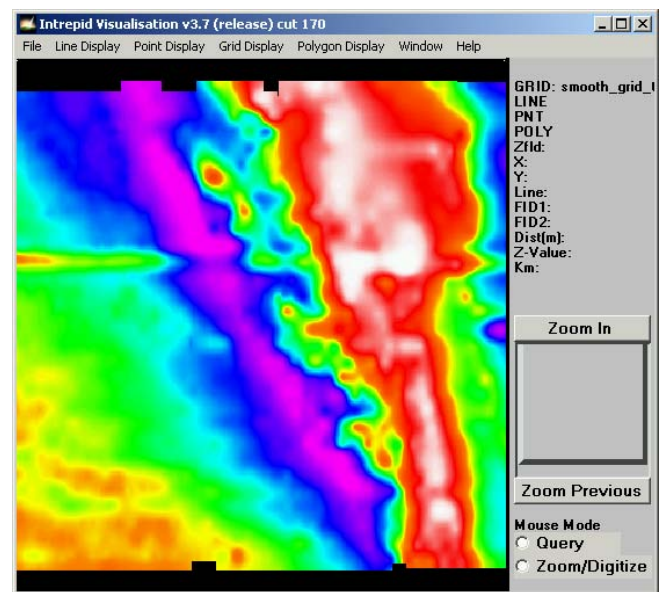 Intrepid Visualisation v3.7 (release) cut 170
File Line Display Point Display Grid Display Polygon Display Window Help
GRID: smooth_grid_
LINE
PNT
POLY
Zfld:
X:
Y:
Line:
FID1:
FID2:
Dist(m):
Z-Value:
Km:
Zoom In
Zoom Previous
Mouse Mode
Query
Zoom/Digitize